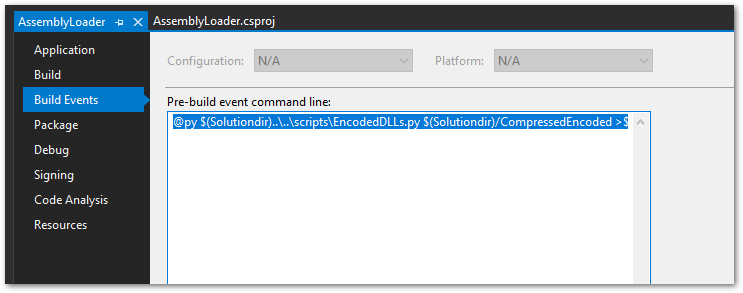 AssemblyLoader AssemblyLoader.csproj
Application
Configuration: N/A Platform: N/A
Build
Build Events
Pre-build event command line:
Package
@py $(Solutiondir)..\..\scripts\EncodedDLLs.py $(Solutiondir)/CompressedEncoded >$
Debug
Signing
Code Analysis
Resources